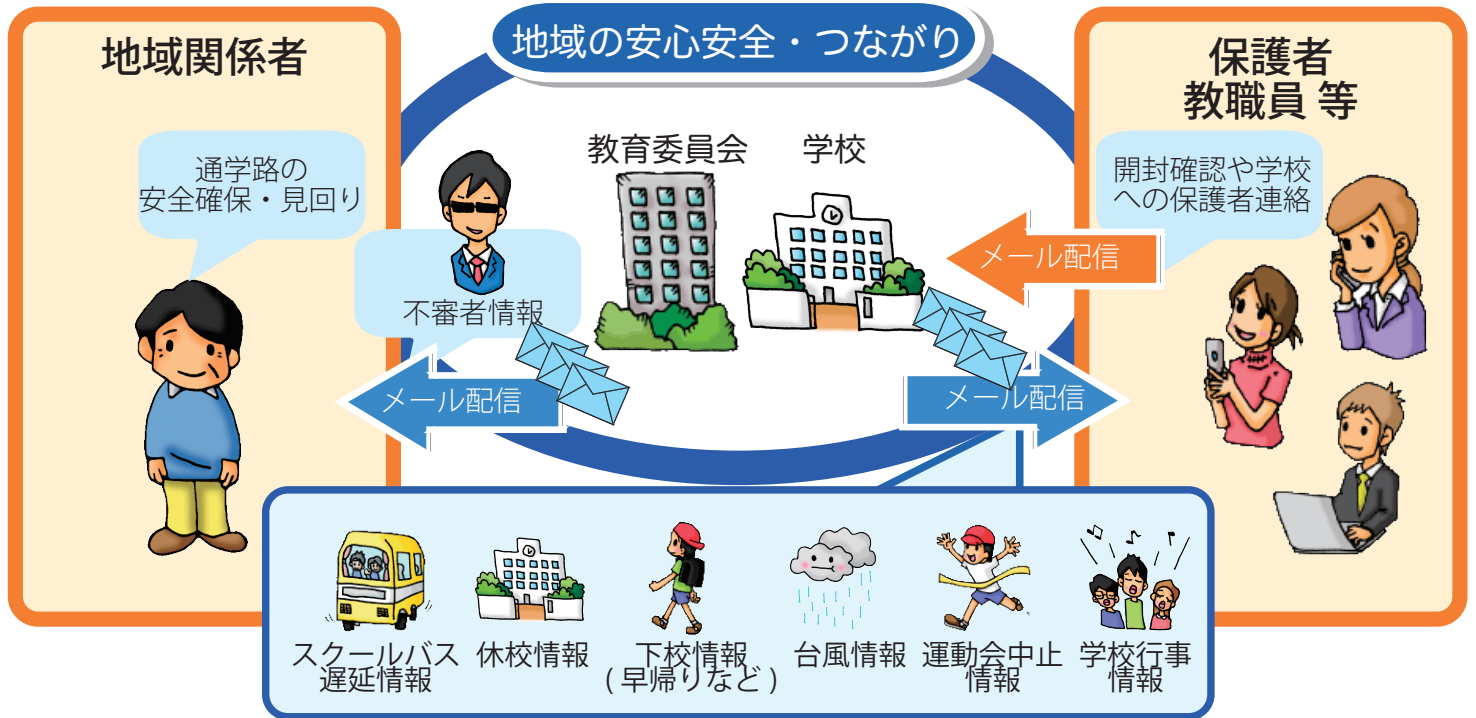 地域の安心安全・つながり
地域関係者
通学路の
安全確保・見回り
不審者情報
メール配信
教育委員会
学校
保護者
教職員 等
開封確認や学校
への保護者連絡
メール配信
メール配信
スクールバス
遅延情報
休校情報
下校情報
(早帰りなど)
台風情報
運動会中止
情報
学校行事
情報